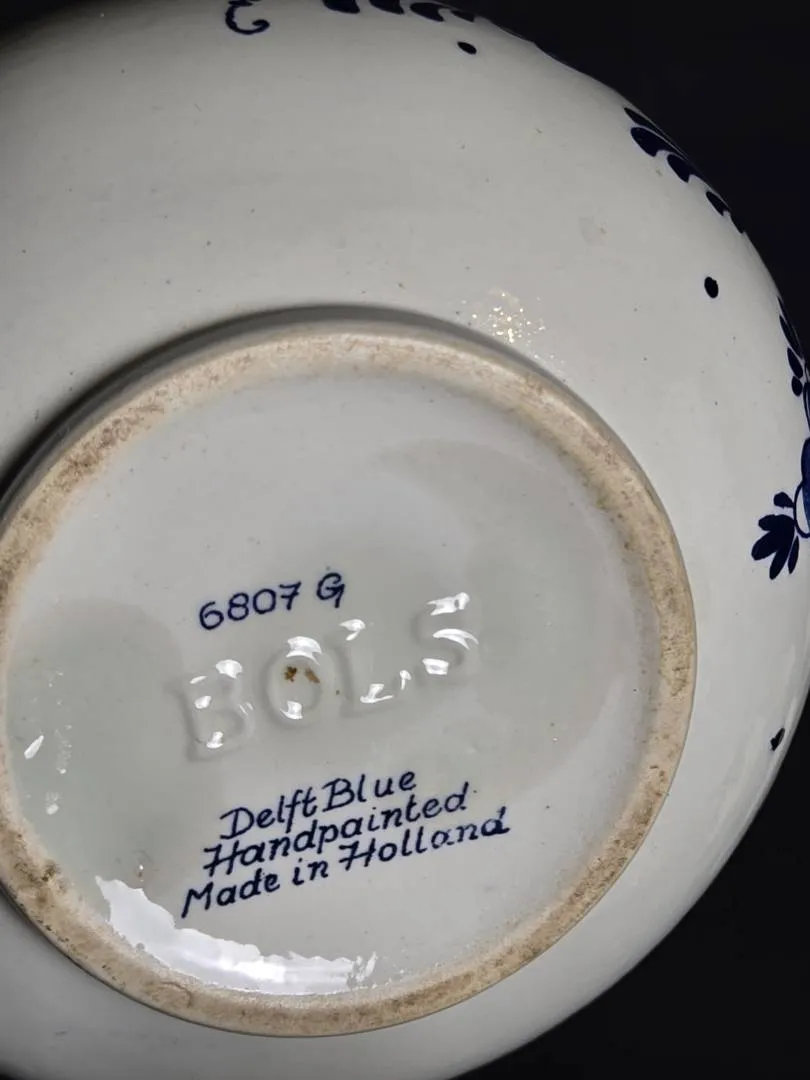 6807 G
BOLS
Delft Blue
Handpainted
Made in Holland